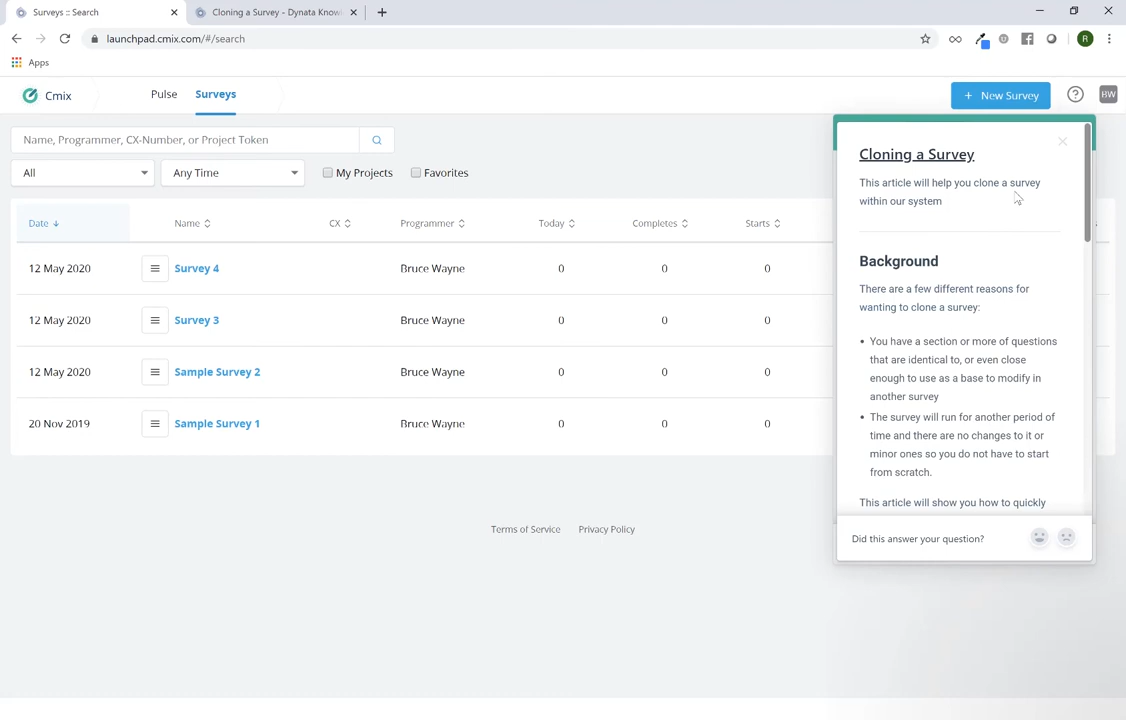 Surveys :: Search
Cloning a Survey - Dynata Knowl
launchpad.cmix.com/#/search
R
Apps
Cmix
Pulse
Surveys
+ New Survey
?
BW
Name, Programmer, CX-Number, or Project Token
All
Any Time
My Projects
Favorites
Date
Name
CX
Programmer
Today
Completes
Starts
12 May 2020
Survey 4
Bruce Wayne
0
0
0
12 May 2020
Survey 3
Bruce Wayne
0
0
0
12 May 2020
Sample Survey 2
Bruce Wayne
0
0
0
20 Nov 2019
Sample Survey 1
Bruce Wayne
0
0
0
Terms of Service
Privacy Policy
Cloning a Survey
This article will help you clone a survey
within our system
Background
There are a few different reasons for
wanting to clone a survey:
• You have a section or more of questions
that are identical to, or even close
enough to use as a base to modify in
another survey
• The survey will run for another period of
time and there are no changes to it or
minor ones so you do not have to start
from scratch.
This article will show you how to quickly
Did this answer your question?